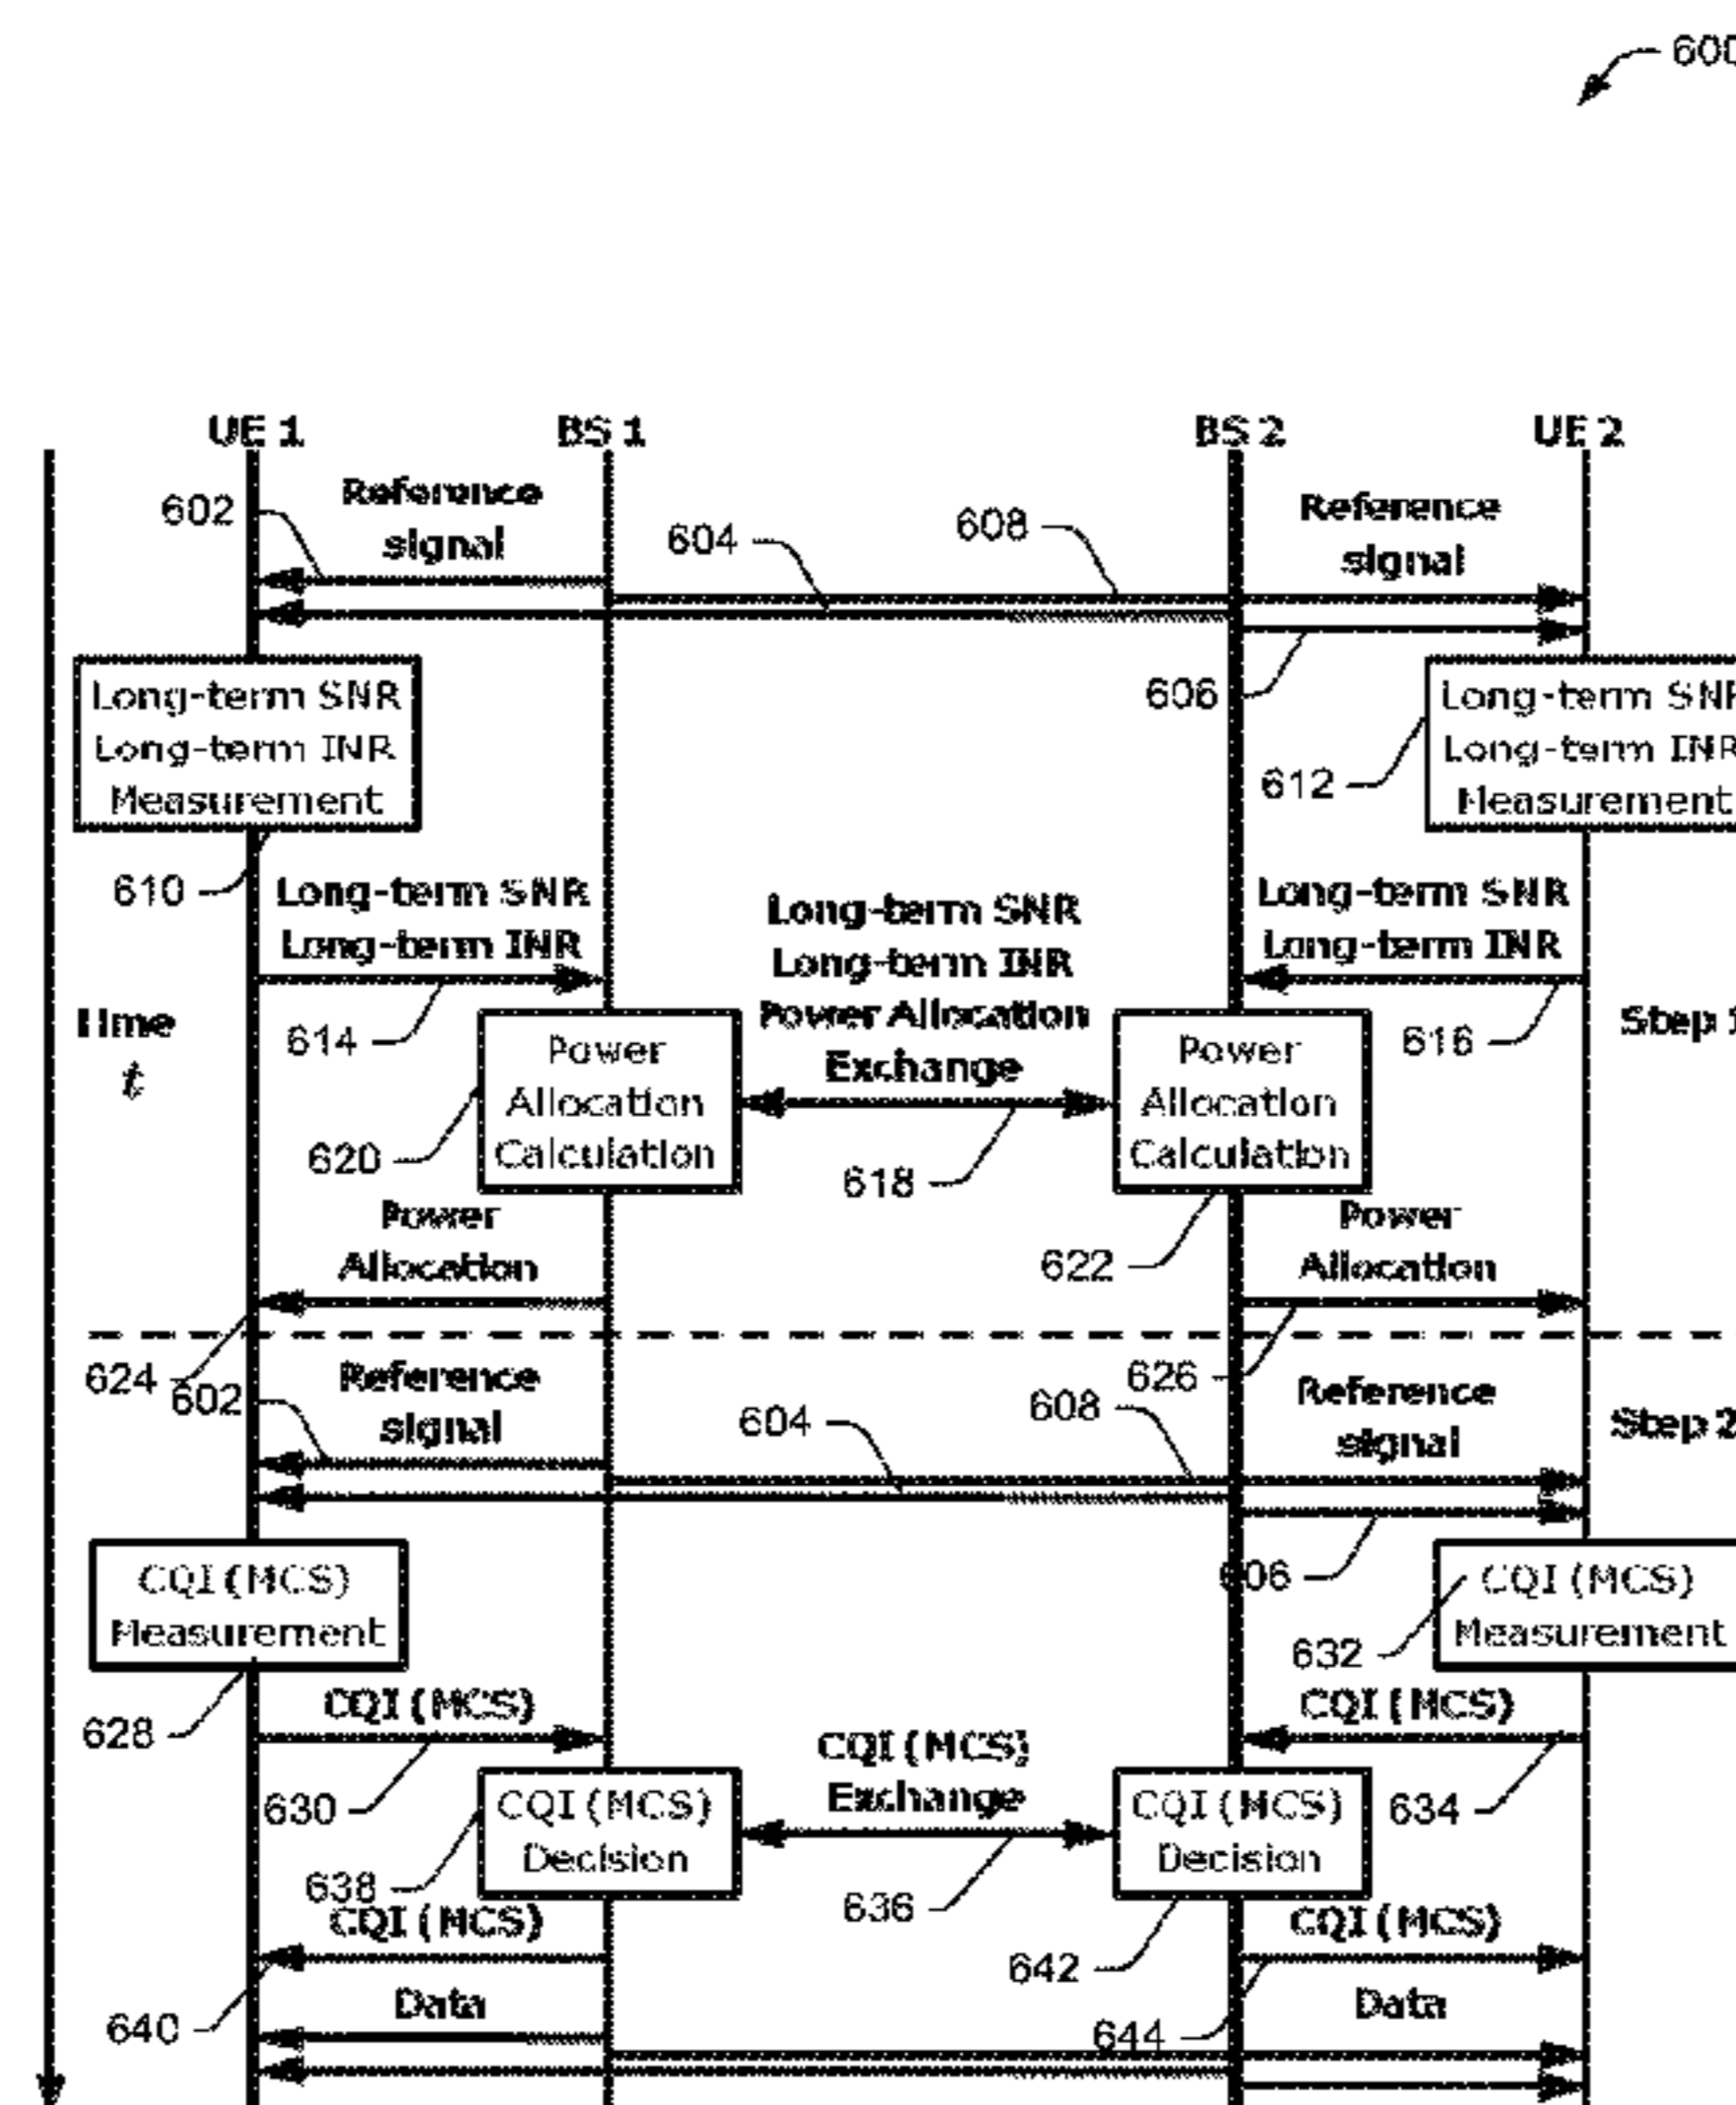 600
UE 1
BS 1
BS 2
UE 2
602
Reference
signal
604
608
Reference
signal
606
Long-term SNR
Long-term INR
Measurement
612
Long-term SNR
Long-term INR
Measurement
610
Long-term SNR
Long-term INR
Long-term SNR
Long-term INR
Power Allocation
Exchange
Long-term SNR
Long-term INR
Time
t
614
616
Step 1
Power
Allocation
Calculation
Power
Allocation
Calculation
620
618
622
Power
Allocation
Power
Allocation
624
626
602
Reference
signal
604
608
Reference
signal
Step 2
CQI(MCS)
Measurement
606
CQI(MCS)
Measurement
632
628
CQI(MCS)
CQI(MCS)
Exchange
CQI(MCS)
630
634
CQI(MCS)
Decision
CQI(MCS)
Decision
638
636
CQI(MCS)
CQI(MCS)
642
640
Data
644
Data